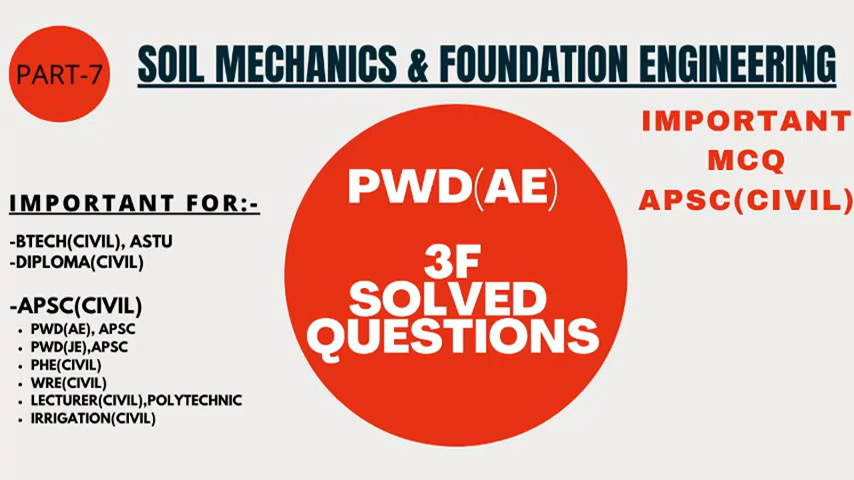 PART-7
SOIL MECHANICS & FOUNDATION ENGINEERING
IMPORTANT
MCQ
APSC(CIVIL)
PWD(AE)
3F
SOLVED
QUESTIONS
IMPORTANT FOR:-
-BTECH(CIVIL), ASTU
-DIPLOMA(CIVIL)
-APSC(CIVIL)
• PWD(AE), APSC
• PWD(JE),APSC
• PHE(CIVIL)
• WRE(CIVIL)
• LECTURER(CIVIL),POLYTECHNIC
• IRRIGATION(CIVIL)